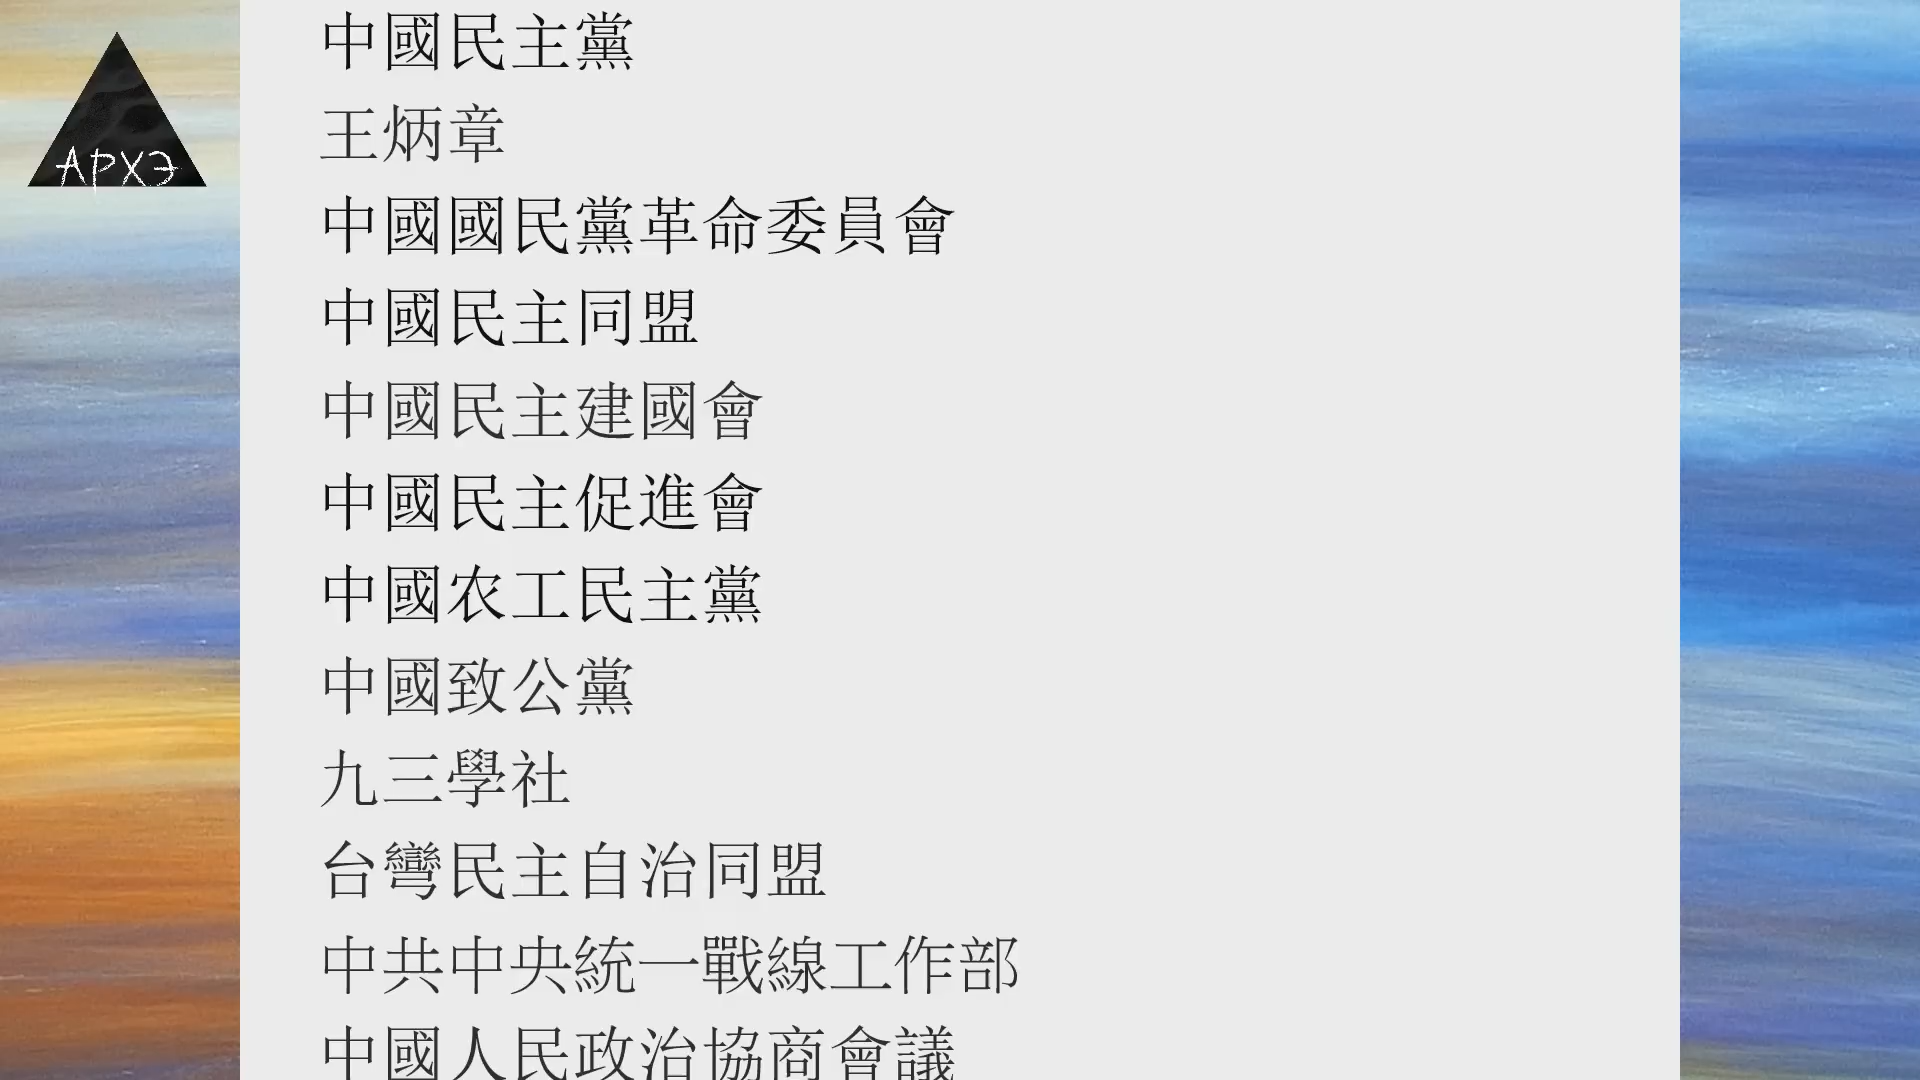 АРХЭ
中國民主黨
王炳章
中國國民黨革命委員會
中國民主同盟
中國民主建國會
中國民主促進會
中國农工民主黨
中國致公黨
九三學社
台彎民主自治同盟
中共中央統一戰線工作部
中國人民政治協商會議